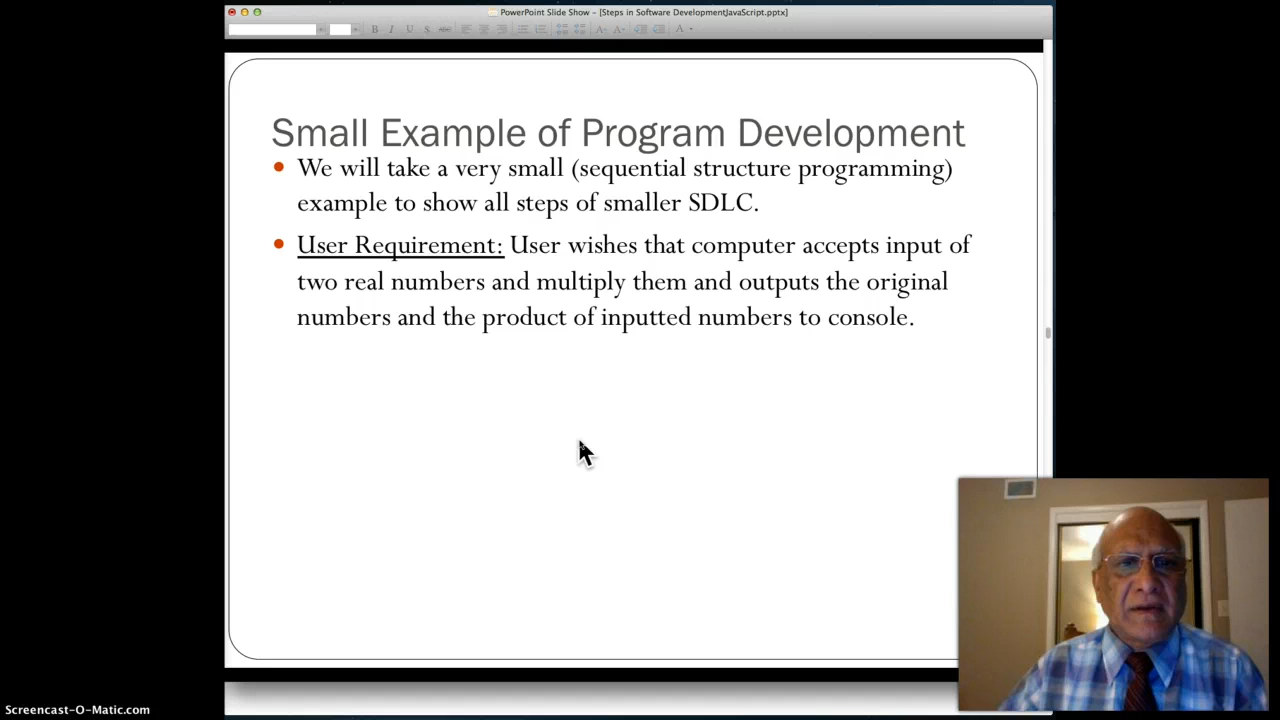 PowerPoint Slide Show - [Steps in Software DevelopmentJavaScript.pptx]
B I U S ABC A A A
Small Example of Program Development
• We will take a very small (sequential structure programming)
example to show all steps of smaller SDLC.
• User Requirement: User wishes that computer accepts input of
two real numbers and multiply them and outputs the original
numbers and the product of inputted numbers to console.
Screencast-O-Matic.com